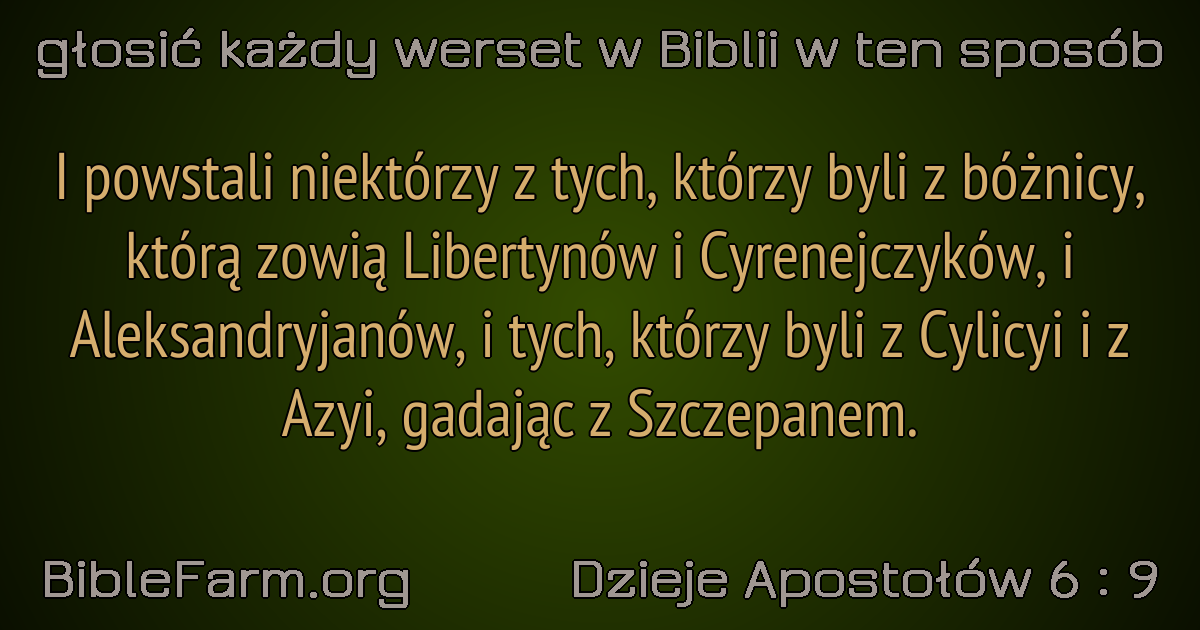 głosić każdy werset w Biblii w ten sposób
I powstali niektórzy z tych, którzy byli z bóżnicy,
którą zowią Libertynów i Cyrenejczyków, i
Aleksandryjanów, i tych, którzy byli z Cylicyi i z
Azyi, gadając z Szczepanem.
BibleFarm.org
Dzieje Apostołów 6 : 9